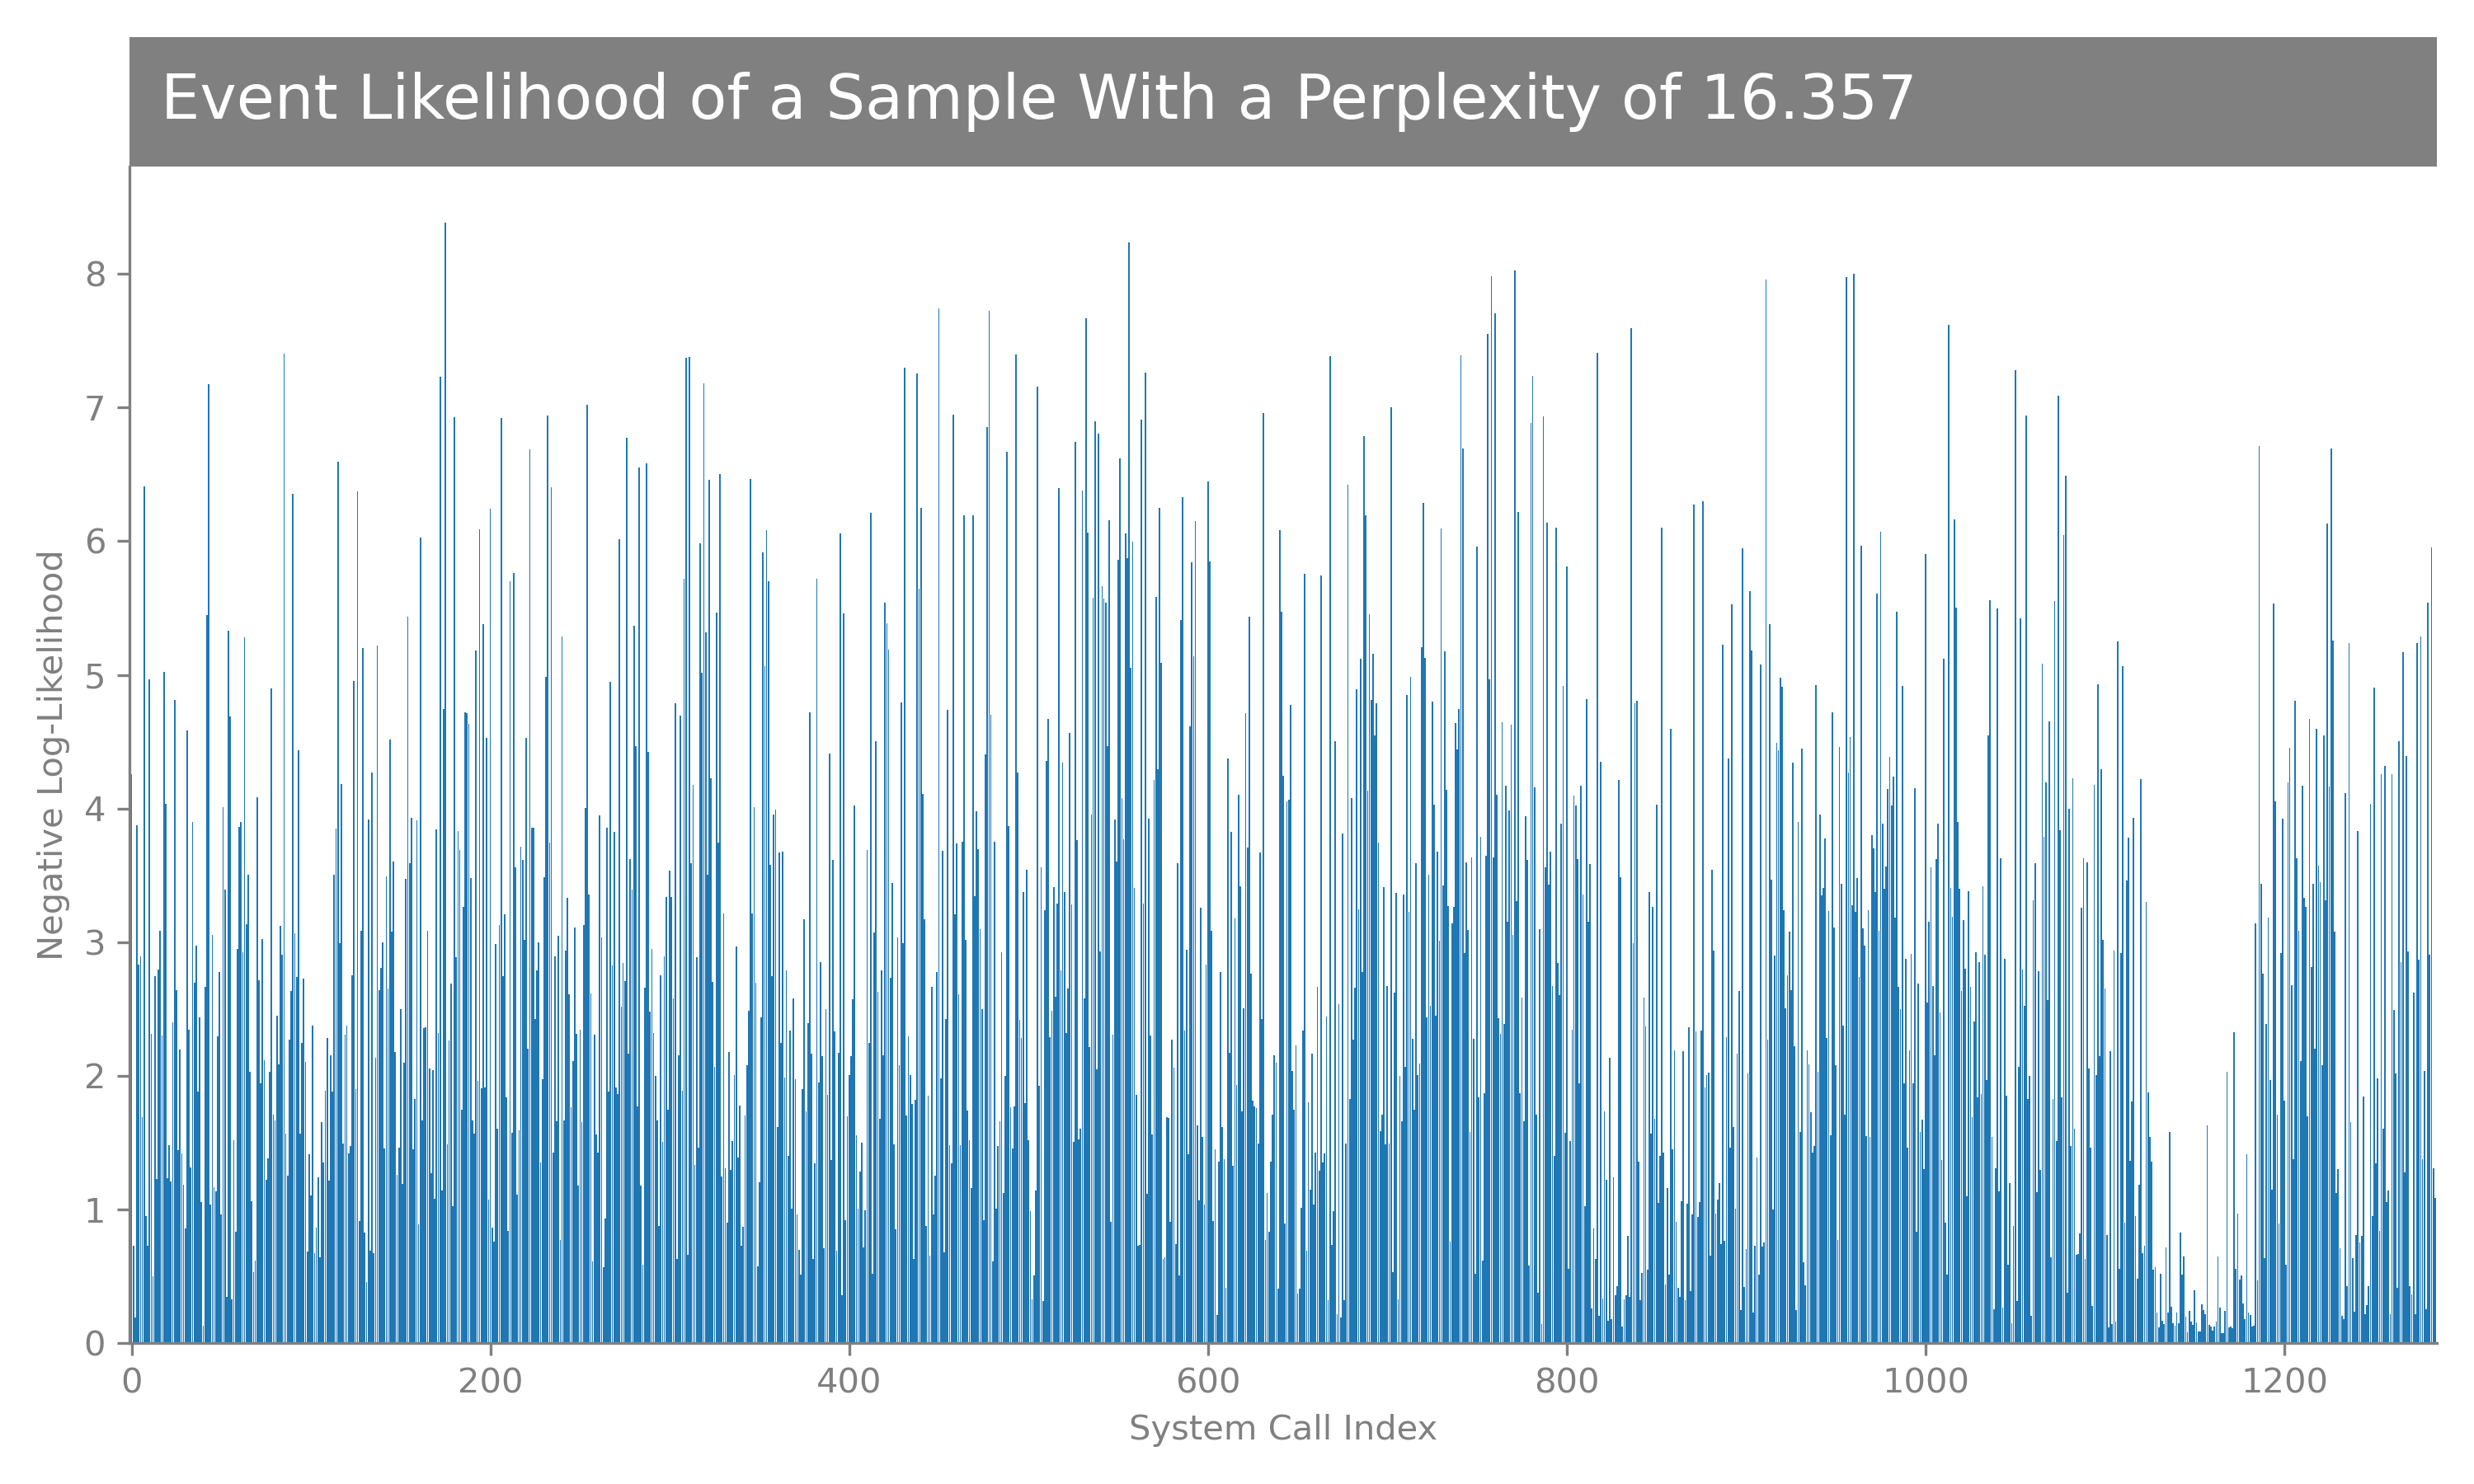 Event Likelihood of a Sample With a Perplexity of 16.357
8
7
6
5
4
3
2
1
0
Negative Log-Likelihood
0 200 400 600 800 1000 1200
System Call Index